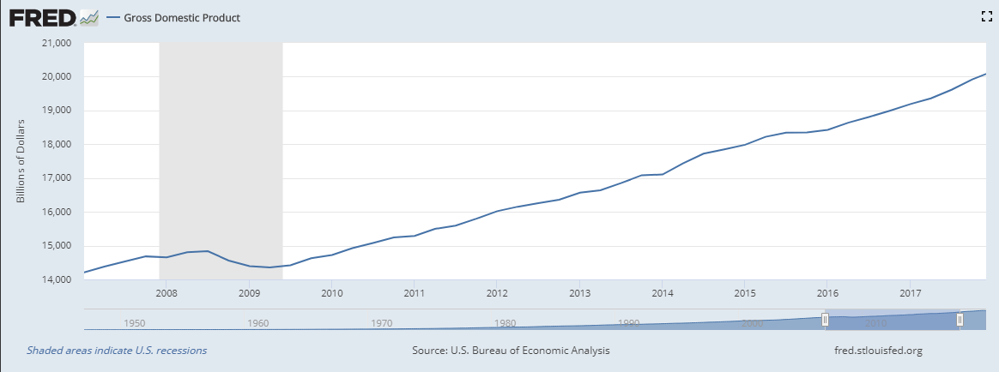 FRED
Gross Domestic Product
Billions of Dollars
21,000
20,000
19,000
18,000
17,000
16,000
15,000
14,000
2008 2009 2010 2011 2012 2013 2014 2015 2016 2017
1950 1960 1970 1980 1990 2000 2010
Shaded areas indicate U.S. recessions
Source: U.S. Bureau of Economic Analysis
fred.stlouisfed.org